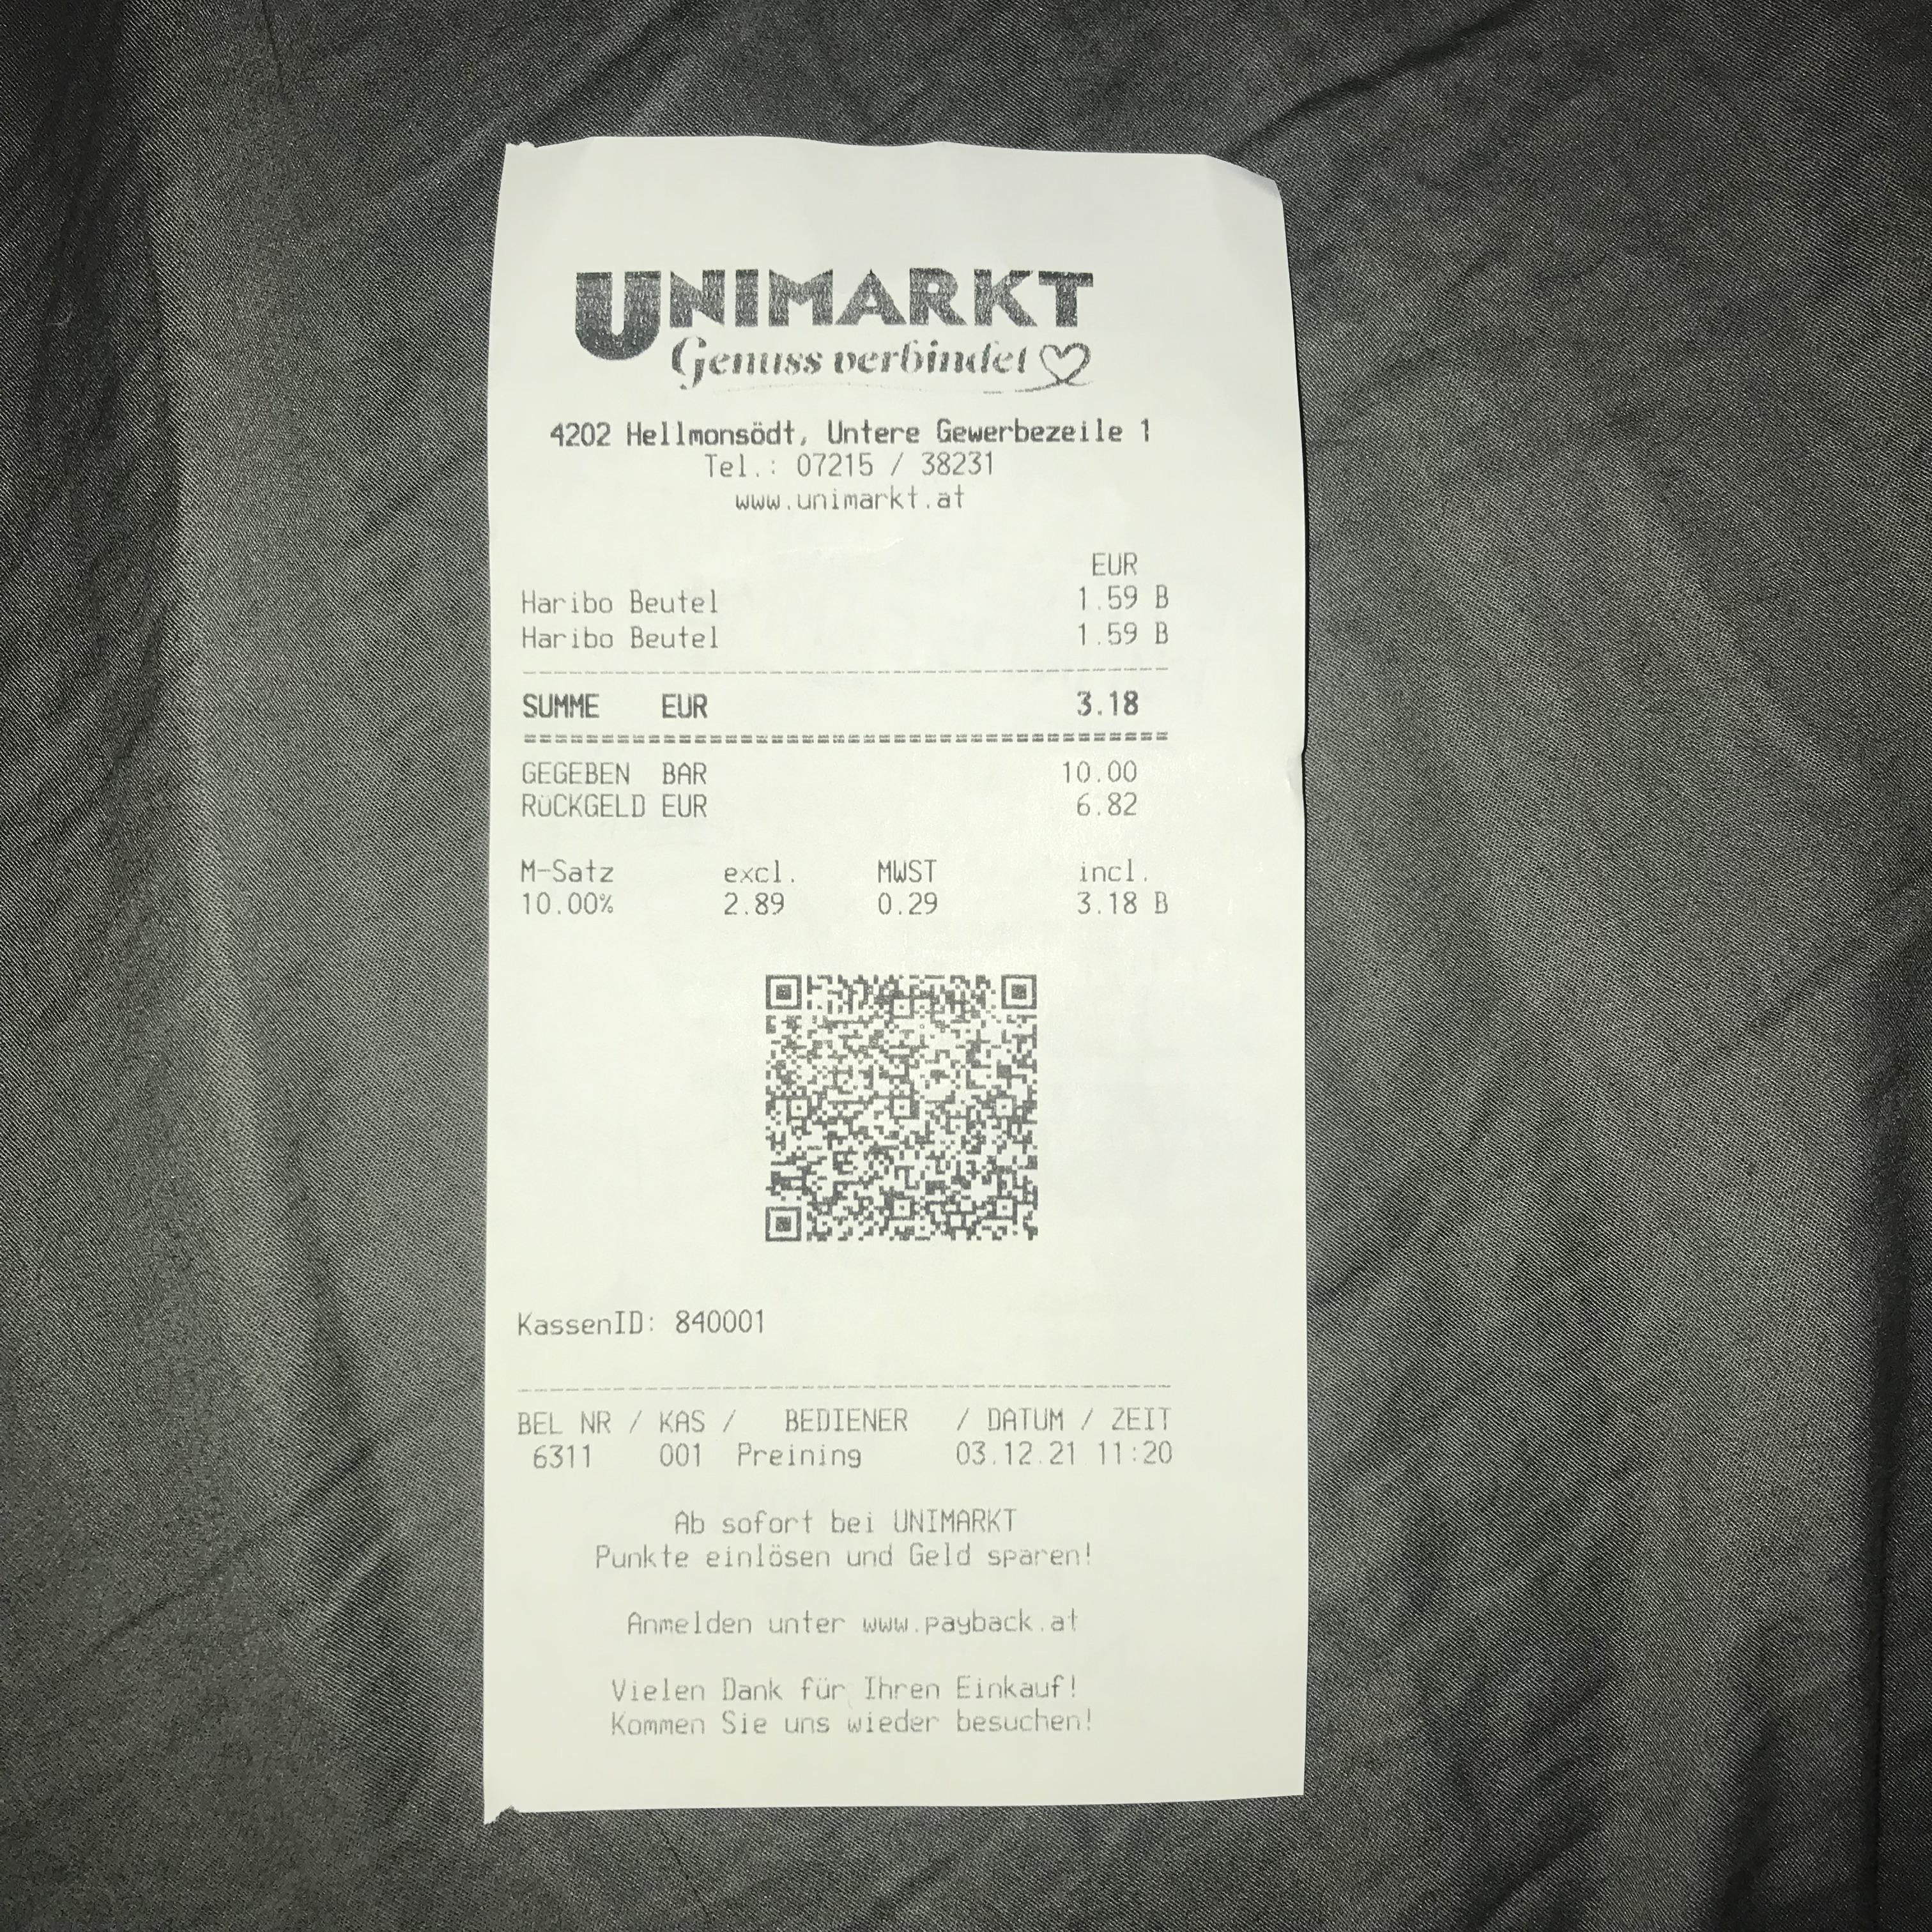 UNIMARKT
Genuss verbindet
4202 Hellmonsödt, Untere Gewerbezeile 1
Tel.: 07215 / 38231
www.unimarkt.at
EUR
Haribo Beutel 1.59 B
Haribo Beutel 1.59 B
SUMME EUR 3.18
GEGEBEN BAR 10.00
RÜCKGELD EUR 6.82
M-Satz excl. MWST incl.
10.00% 2.89 0.29 3.18 B
KassenID: 840001
BEL NR / KAS / BEDIENER / DATUM / ZEIT
6311 001 Preining 03.12.21 11:20
Ab sofort bei UNIMARKT
Punkte einlösen und Geld sparen!
Anmelden unter www.payback.at
Vielen Dank für Ihren Einkauf!
Kommen Sie uns wieder besuchen!